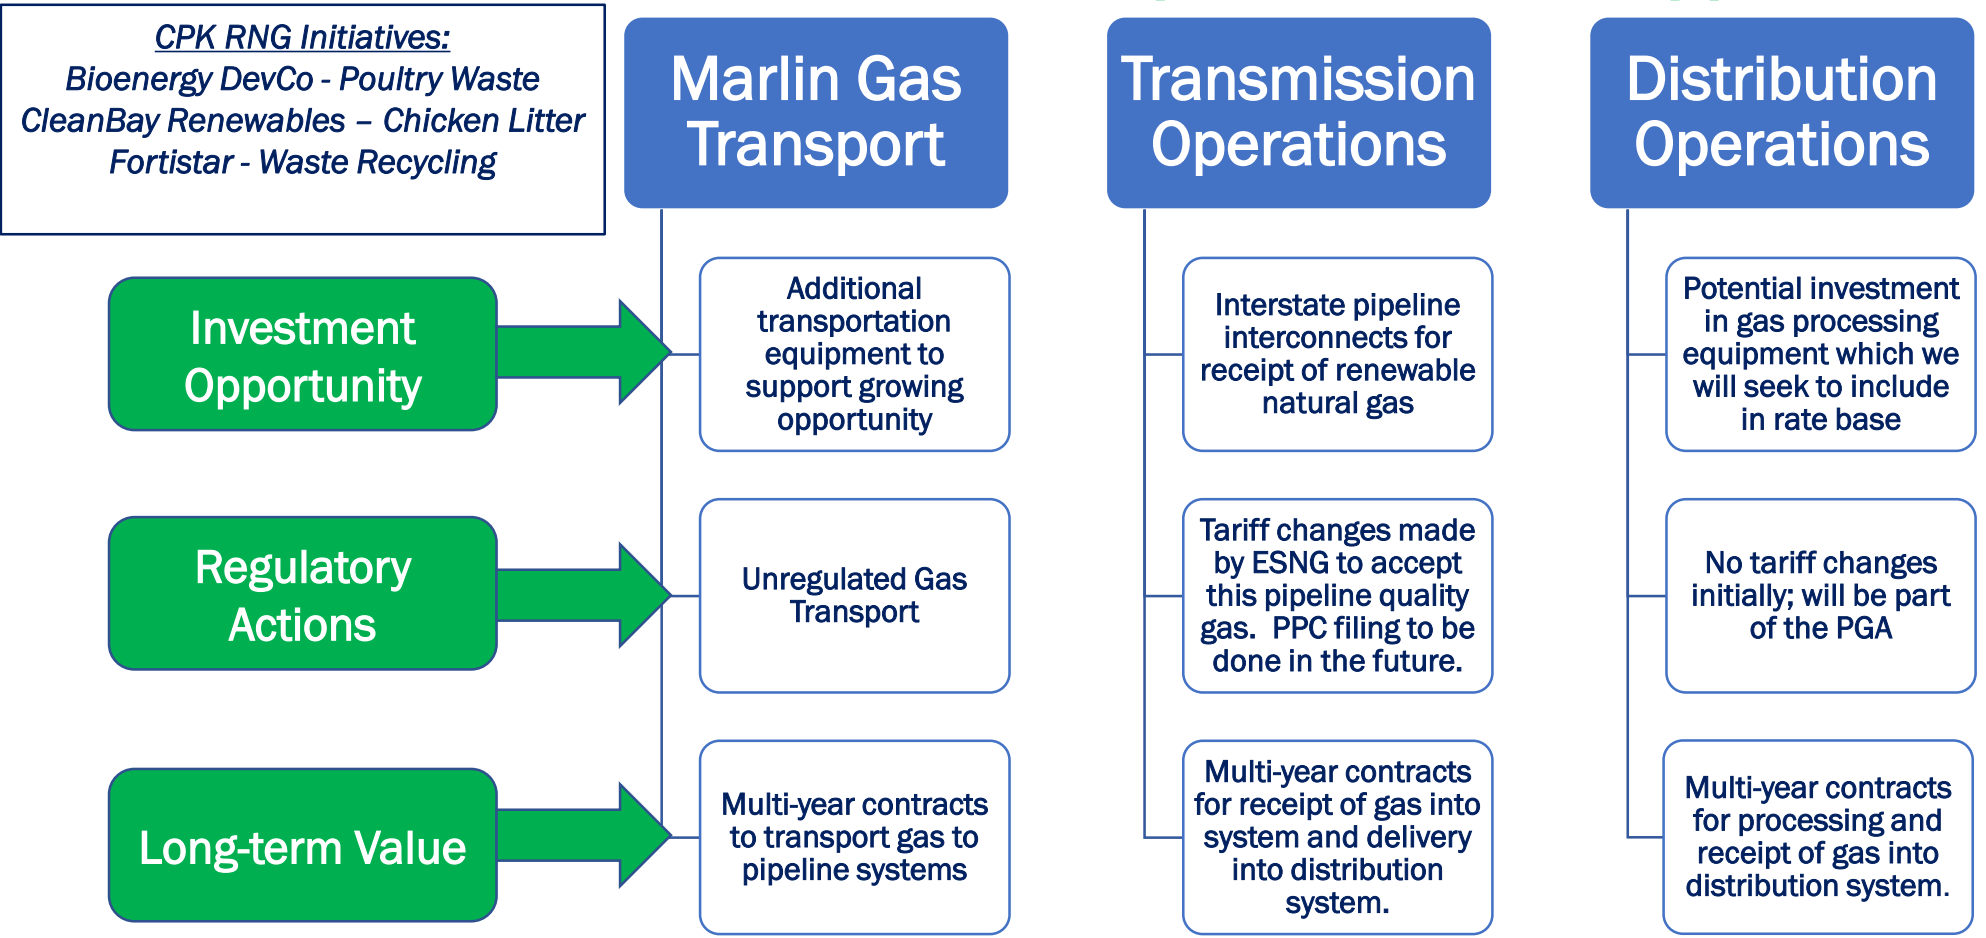 CPK RNG Initiatives:
Bioenergy DevCo - Poultry Waste
CleanBay Renewables – Chicken Litter
Fortistar - Waste Recycling
Marlin Gas
Transport
Transmission
Operations
Distribution
Operations
Investment
Opportunity
Additional
transportation
equipment to
support growing
opportunity
Interstate pipeline
interconnects for
receipt of renewable
natural gas
Potential investment
in gas processing
equipment which we
will seek to include
in rate base
Regulatory
Actions
Unregulated Gas
Transport
Tariff changes made
by ESNG to accept
this pipeline quality
gas.  PPC filing to be
done in the future.
No tariff changes
initially; will be part
of the PGA
Long-term Value
Multi-year contracts
to transport gas to
pipeline systems
Multi-year contracts
for receipt of gas into
system and delivery
into distribution
system.
Multi-year contracts
for processing and
receipt of gas into
distribution system.